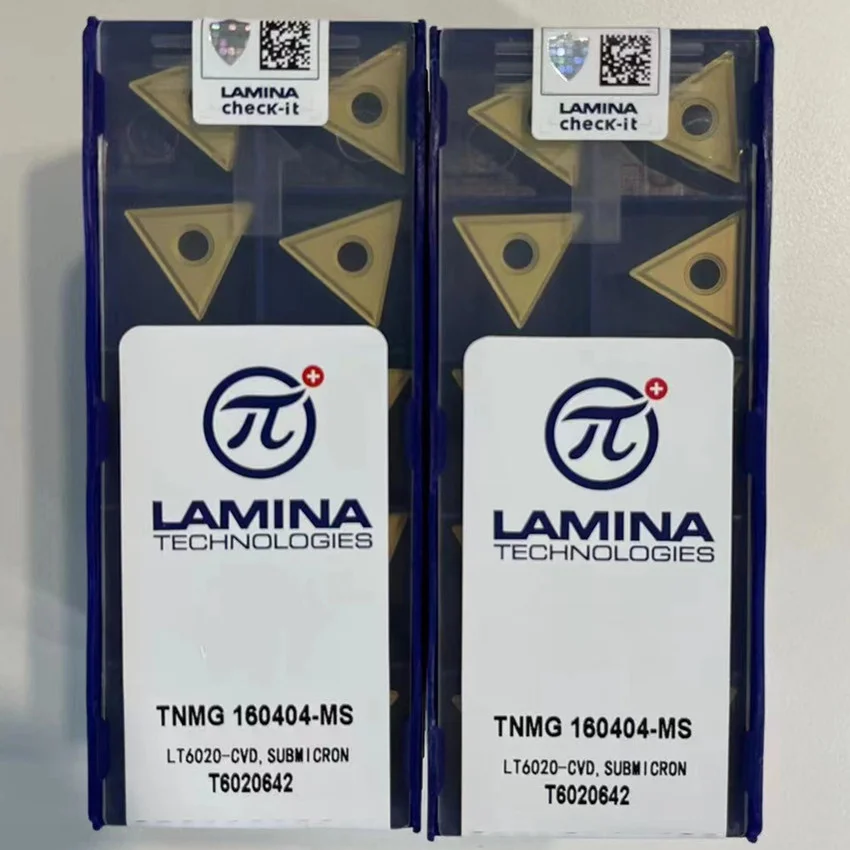 LAMINA
checK-it
π
LAMINA
TECHNOLOGIES
TNMG 160404-MS
LT6020-CVD, SUBMICRON
T6020642
LAMINA
checK-it
π
LAMINA
TECHNOLOGIES
TNMG 160404-MS
LT6020-CVD, SUBMICRON
T6020642